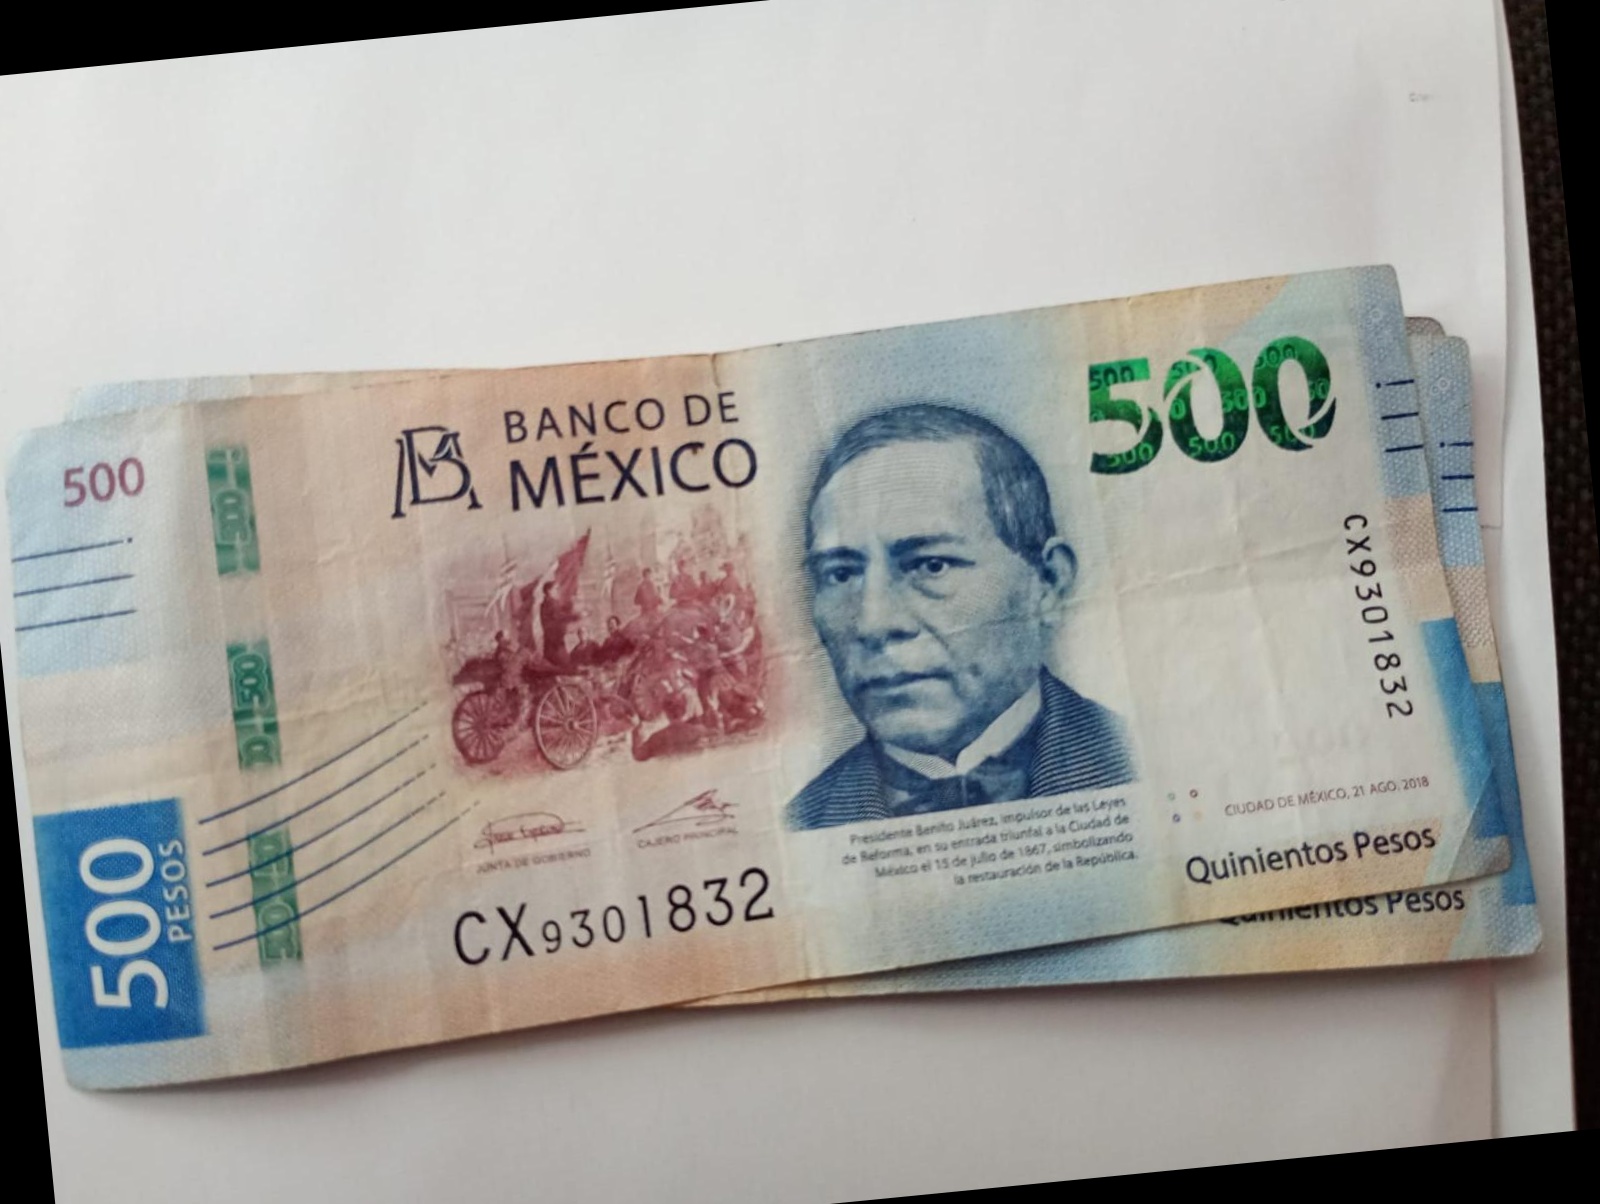 500
BM
BANCO DE
MÉXICO
500
CX9301832
500
PESOS
JUNTA DE GOBIERNO
CAJERO PRINCIPAL
CX9301832
Presidente Benito Juárez, impulsor de las Leyes
de Reforma, en su entrada triunfal a la Ciudad de
México el 15 de julio de 1867, simbolizando
la restauración de la República.
CIUDAD DE MÉXICO, 21 AGO. 2018
Quinientos Pesos
Quinientos Pesos